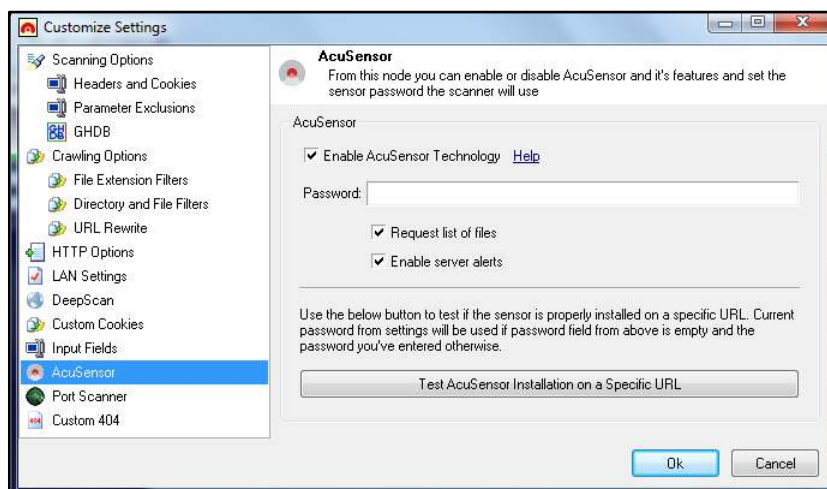 Customize Settings
Scanning Options
Headers and Cookies
Parameter Exclusions
GHDB
Crawling Options
File Extension Filters
Directory and File Filters
URL Rewrite
HTTP Options
LAN Settings
DeepScan
Custom Cookies
Input Fields
AcuSensor
Port Scanner
Custom 404
AcuSensor
From this node you can enable or disable AcuSensor and it's features and set the
sensor password the scanner will use
AcuSensor
Enable AcuSensor Technology Help
Password:
Request list of files
Enable server alerts
Use the below button to test if the sensor is properly installed on a specific URL. Current
password from settings will be used if password field from above is empty and the
password you've entered otherwise.
Test AcuSensor Installation on a Specific URL
Ok Cancel